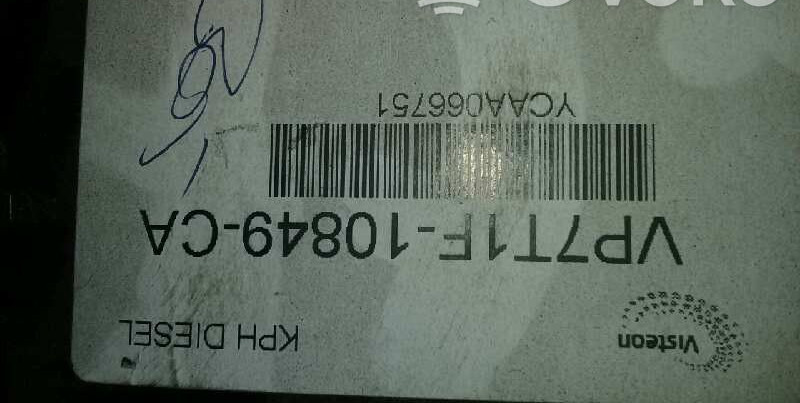 Visteon
KPH DIESEL
VP7T1F-10849-CA
YCAA066751